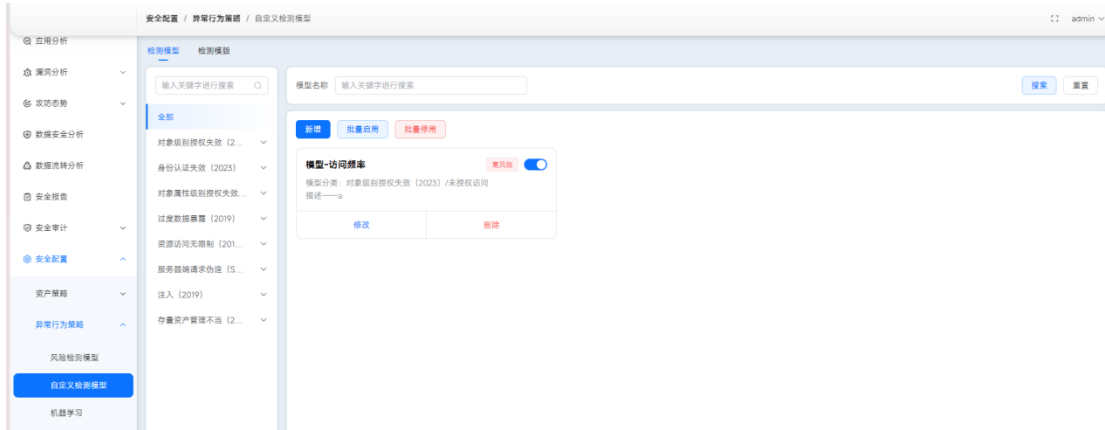 安全配置 / 异常行为策略 / 自定义检测模型
admin
应用分析
漏洞分析
攻防态势
数据安全分析
数据流转分析
安全报告
安全审计
安全配置
资产策略
异常行为策略
风险检测模型
自定义检测模型
机器学习
检测模型 检测模版
输入关键字进行搜索
全部
对象级别授权失效（2...
身份认证失效（2023）
对象属性级别授权失效...
过度数据暴露（2019）
资源访问无限制（201...
服务器端请求伪造（S...
注入（2019）
存量资产管理不当（2...
模型名称 输入关键字进行搜索
搜索 重置
新增 批量启用 批量停用
模型-访问频率 高风险
模型分类：对象级别授权失效（2023）/未授权访问
描述——a
修改 删除